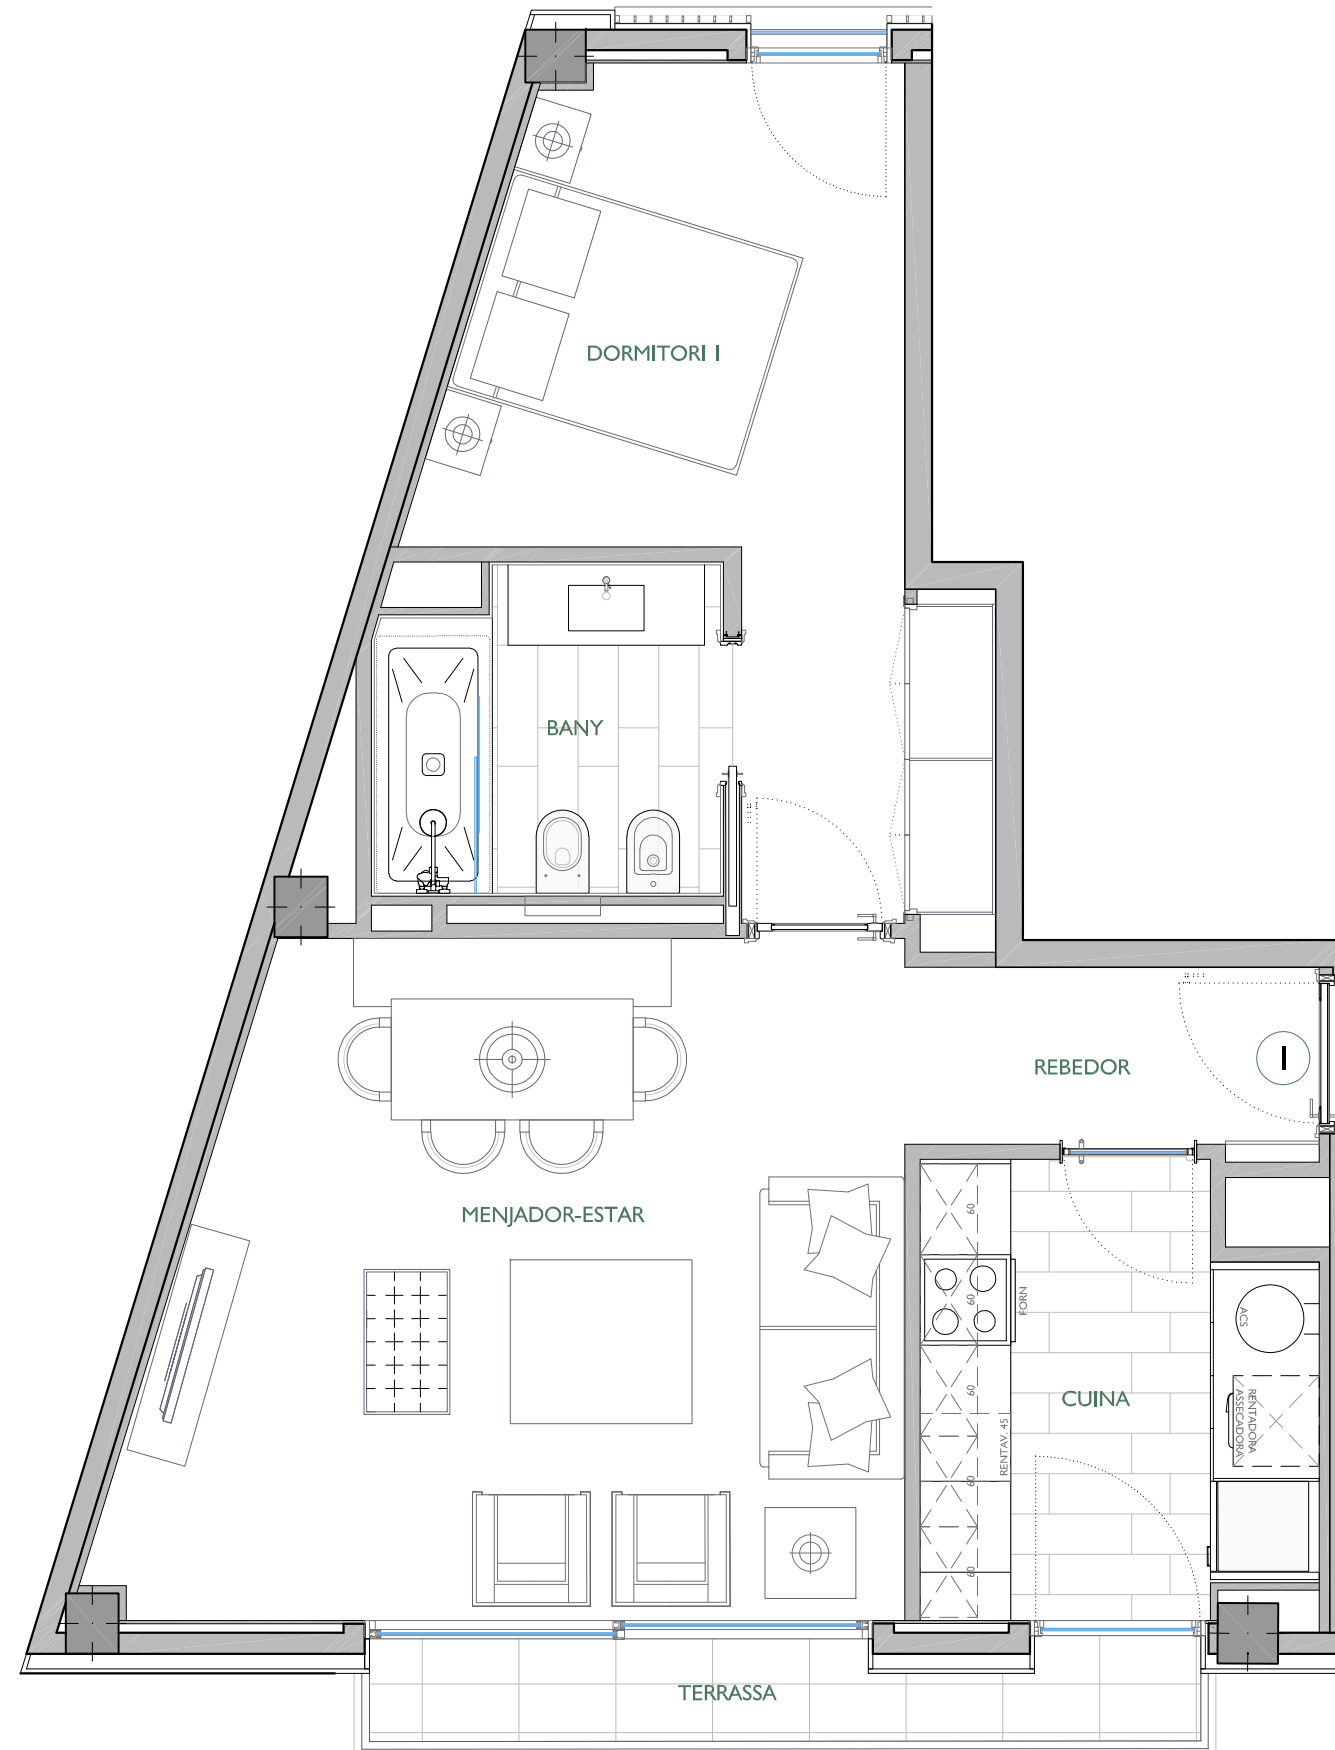 DORMITORI 1
BANY
REBEDOR
1
MENJADOR-ESTAR
60
60
FORN
ACS
60
CUINA
RENTADORA
ASSECADORA
RENTAV. 45
60
60
TERRASSA